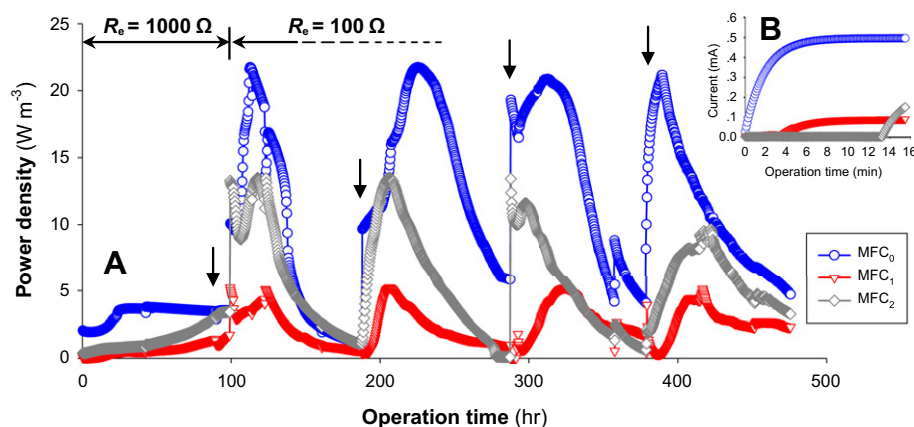 Rₑ = 1000 Ω
Rₑ = 100 Ω
25
20
15
10
5
0
Power density (W m⁻³)
A
0
100
200
300
400
500
Operation time (hr)
B
.5
.4
.3
.2
.1
0.0
Current (mA)
0 2 4 6 8 10 12 14 16
Operation time (min)
MFC₀
MFC₁
MFC₂